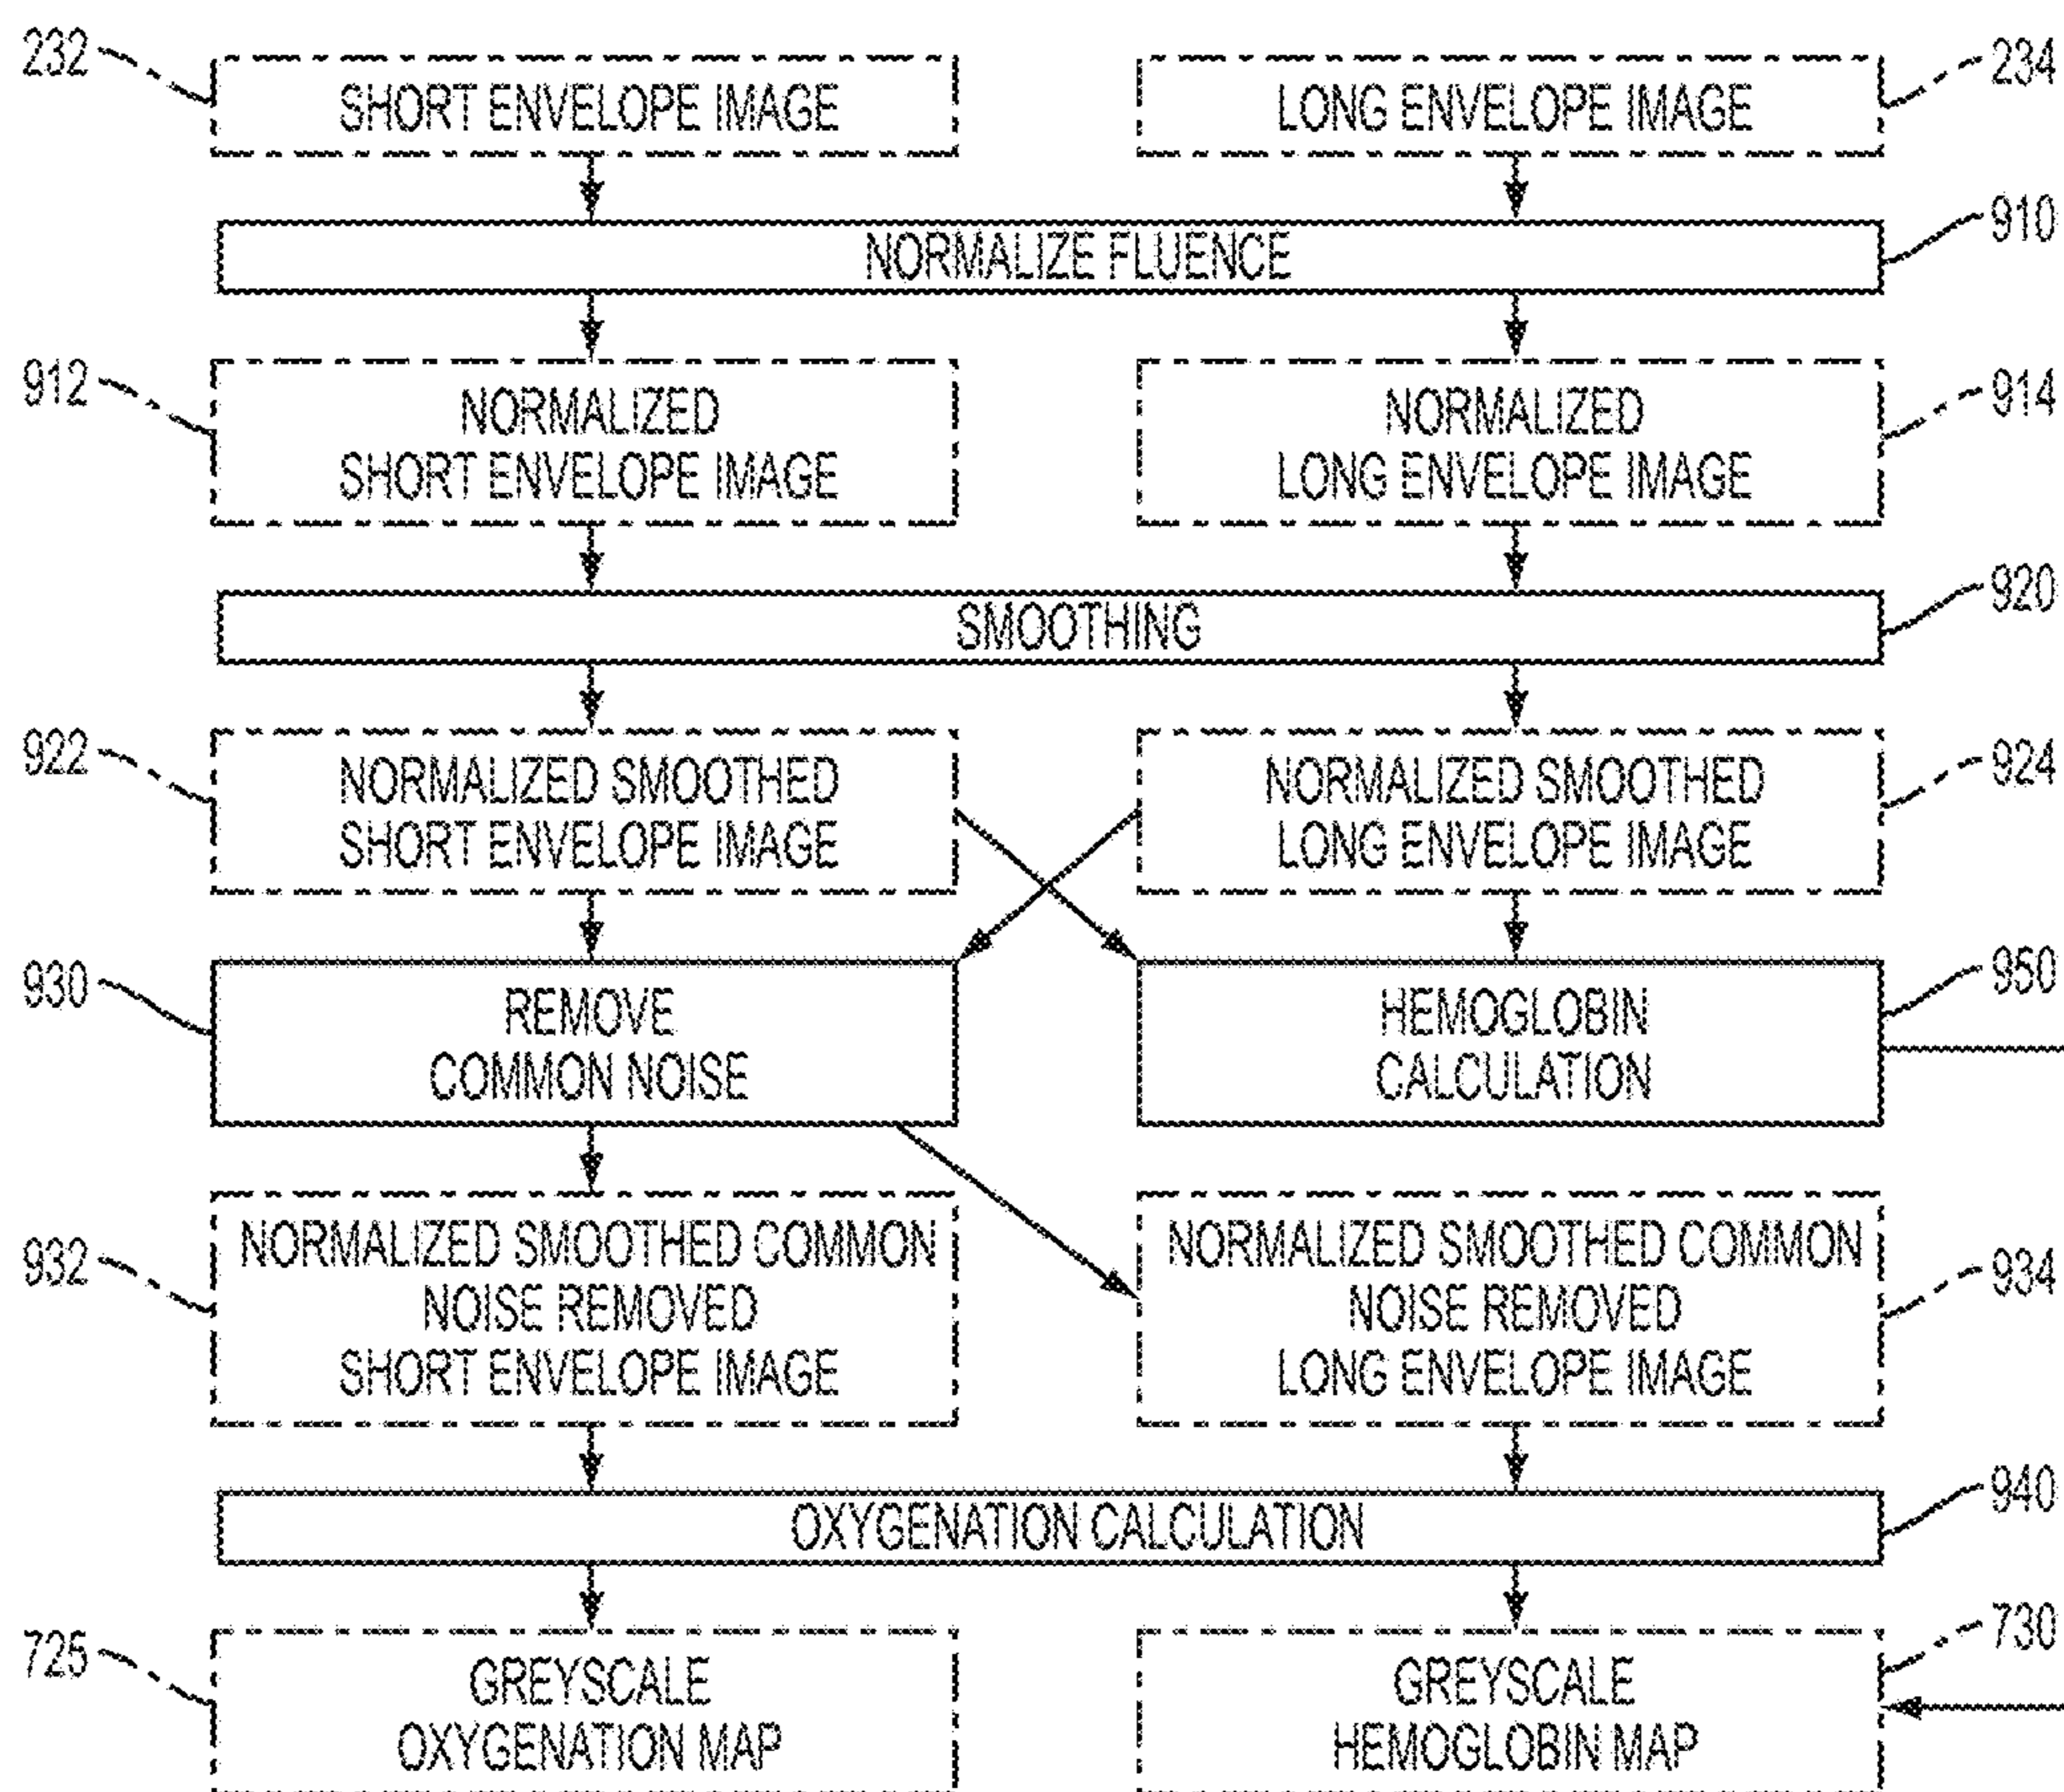 232
SHORT ENVELOPE IMAGE
LONG ENVELOPE IMAGE
234
NORMALIZE FLUENCE
910
912
NORMALIZED
SHORT ENVELOPE IMAGE
NORMALIZED
LONG ENVELOPE IMAGE
914
SMOOTHING
920
922
NORMALIZED SMOOTHED
SHORT ENVELOPE IMAGE
NORMALIZED SMOOTHED
LONG ENVELOPE IMAGE
924
930
REMOVE
COMMON NOISE
HEMOGLOBIN
CALCULATION
950
932
NORMALIZED SMOOTHED COMMON
NOISE REMOVED
SHORT ENVELOPE IMAGE
NORMALIZED SMOOTHED COMMON
NOISE REMOVED
LONG ENVELOPE IMAGE
934
OXYGENATION CALCULATION
940
725
GREYSCALE
OXYGENATION MAP
GREYSCALE
HEMOGLOBIN MAP
730